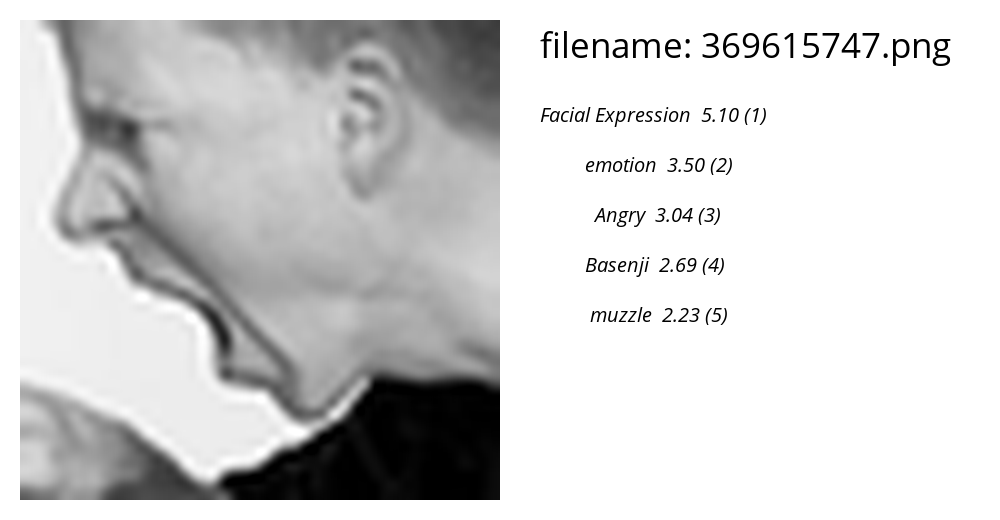 filename: 369615747.png
Facial Expression 5.10 (1)
emotion 3.50 (2)
Angry 3.04 (3)
Basenji 2.69 (4)
muzzle 2.23 (5)